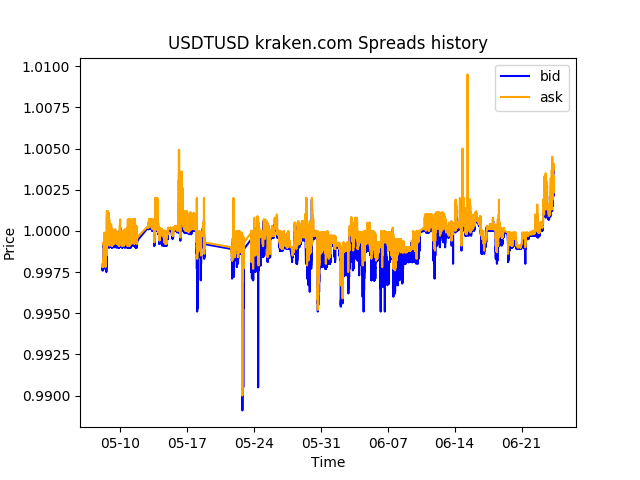 USDTUSD kraken.com Spreads history
bid
ask
Price
1.0100
1.0075
1.0050
1.0025
1.0000
0.9975
0.9950
0.9925
0.9900
05-10 05-17 05-24 05-31 06-07 06-14 06-21
Time